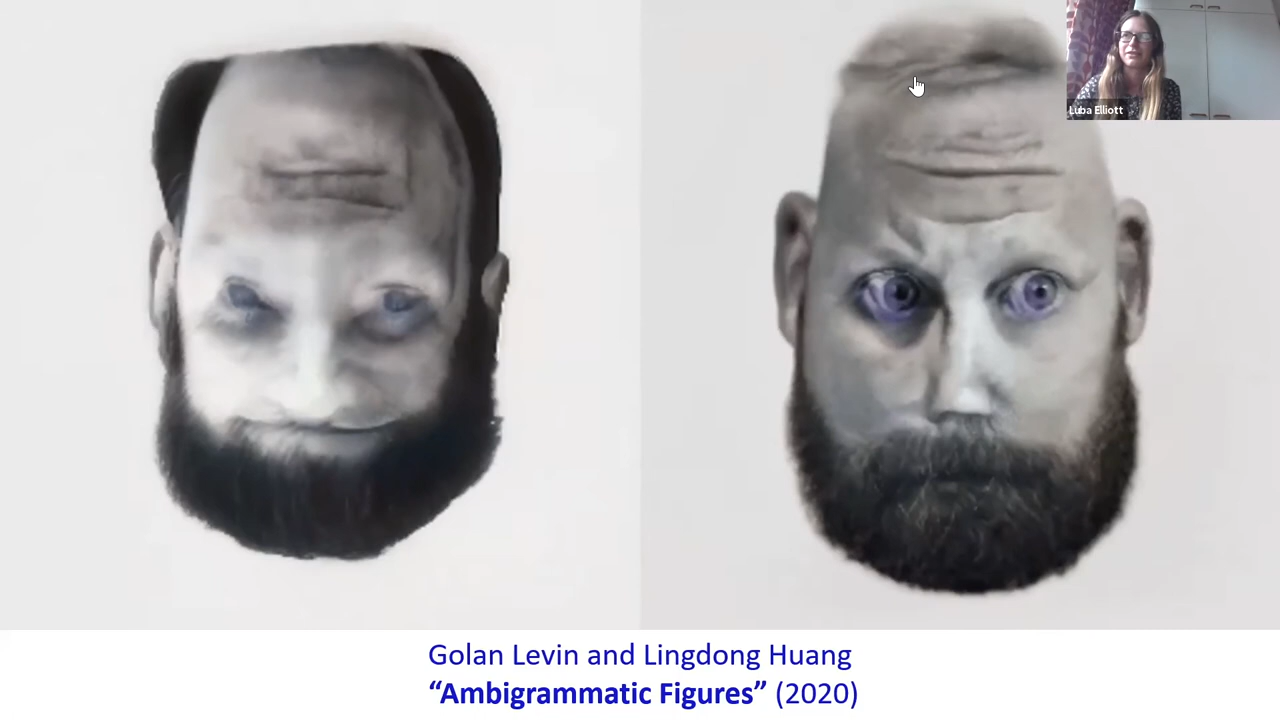 Luba Elliott
Golan Levin and Lingdong Huang
“Ambigrammatic Figures” (2020)